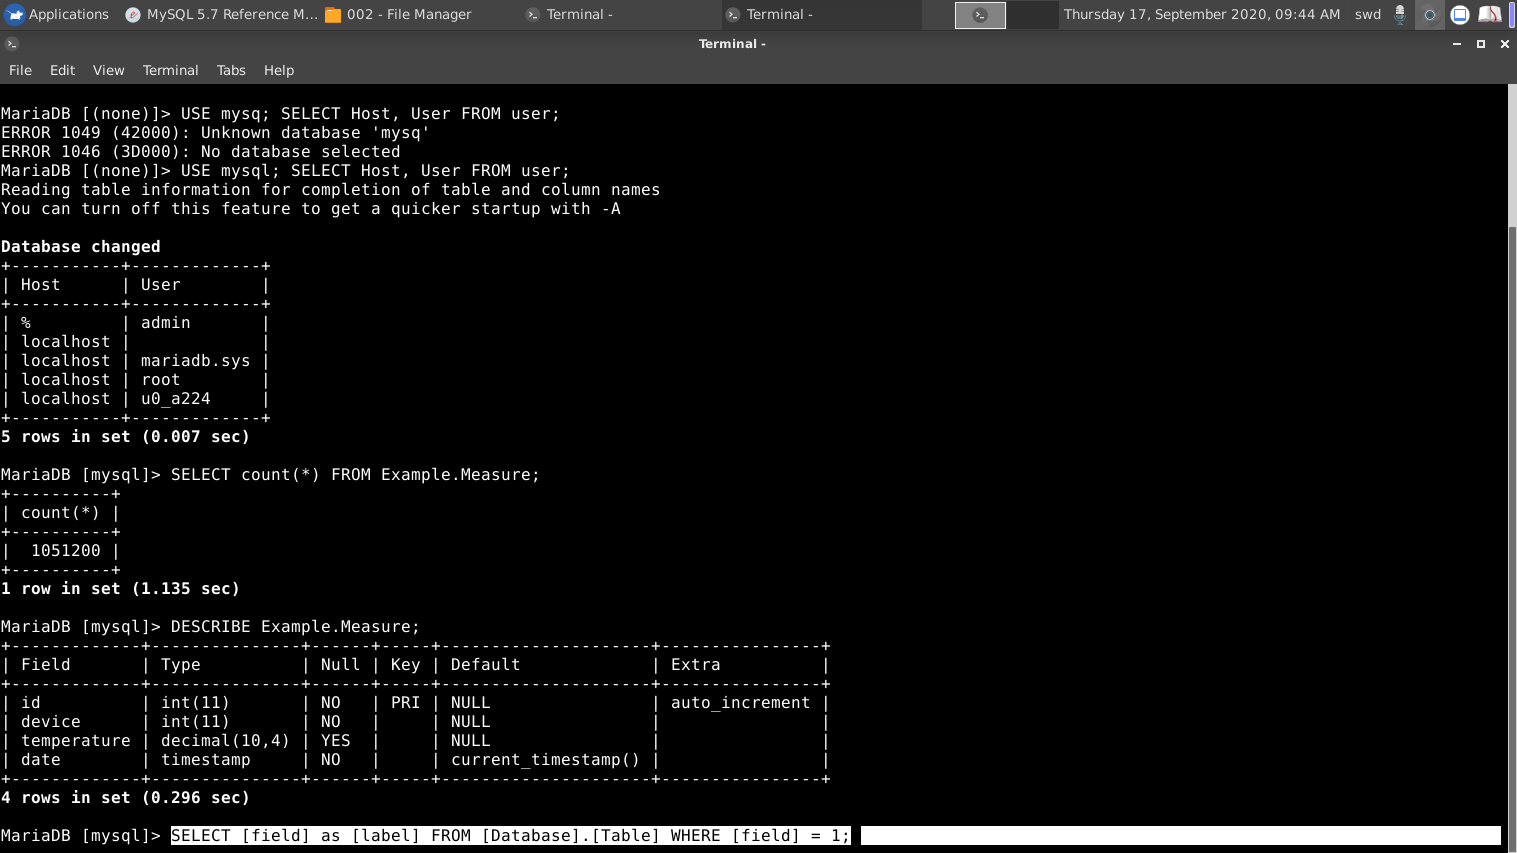 Applications MySQL 5.7 Reference M... 002 - File Manager Terminal - Terminal - Thursday 17, September 2020, 09:44 AM swd
Terminal -
File Edit View Terminal Tabs Help
MariaDB [(none)]> USE mysq; SELECT Host, User FROM user;
ERROR 1049 (42000): Unknown database 'mysq'
ERROR 1046 (3D000): No database selected
MariaDB [(none)]> USE mysql; SELECT Host, User FROM user;
Reading table information for completion of table and column names
You can turn off this feature to get a quicker startup with -A
Database changed
+-----------+-------------+
| Host      | User        |
+-----------+-------------+
| %         | admin       |
| localhost |             |
| localhost | mariadb.sys |
| localhost | root        |
| localhost | u0_a224     |
+-----------+-------------+
5 rows in set (0.007 sec)
MariaDB [mysql]> SELECT count(*) FROM Example.Measure;
+----------+
| count(*) |
+----------+
|  1051200 |
+----------+
1 row in set (1.135 sec)
MariaDB [mysql]> DESCRIBE Example.Measure;
+-------------+---------------+------+-----+---------------------+----------------+
| Field       | Type          | Null | Key | Default             | Extra          |
+-------------+---------------+------+-----+---------------------+----------------+
| id          | int(11)       | NO   | PRI | NULL                | auto_increment |
| device      | int(11)       | NO   |     | NULL                |                |
| temperature | decimal(10,4) | YES  |     | NULL                |                |
| date        | timestamp     | NO   |     | current_timestamp() |                |
+-------------+---------------+------+-----+---------------------+----------------+
4 rows in set (0.296 sec)
MariaDB [mysql]> SELECT [field] as [label] FROM [Database].[Table] WHERE [field] = 1;